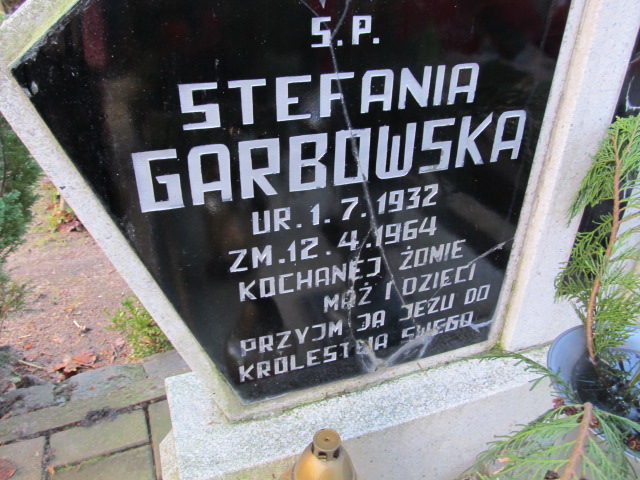 Ś.P.
STEFANIA
GARBOWSKA
UR. 1. 7. 1932
ZM. 12. 4. 1964
KOCHANEJ ŻONIE
MĄŻ I DZIECI
PRZYJM JĄ JEZU DO
KRÓLESTWA SWEGO